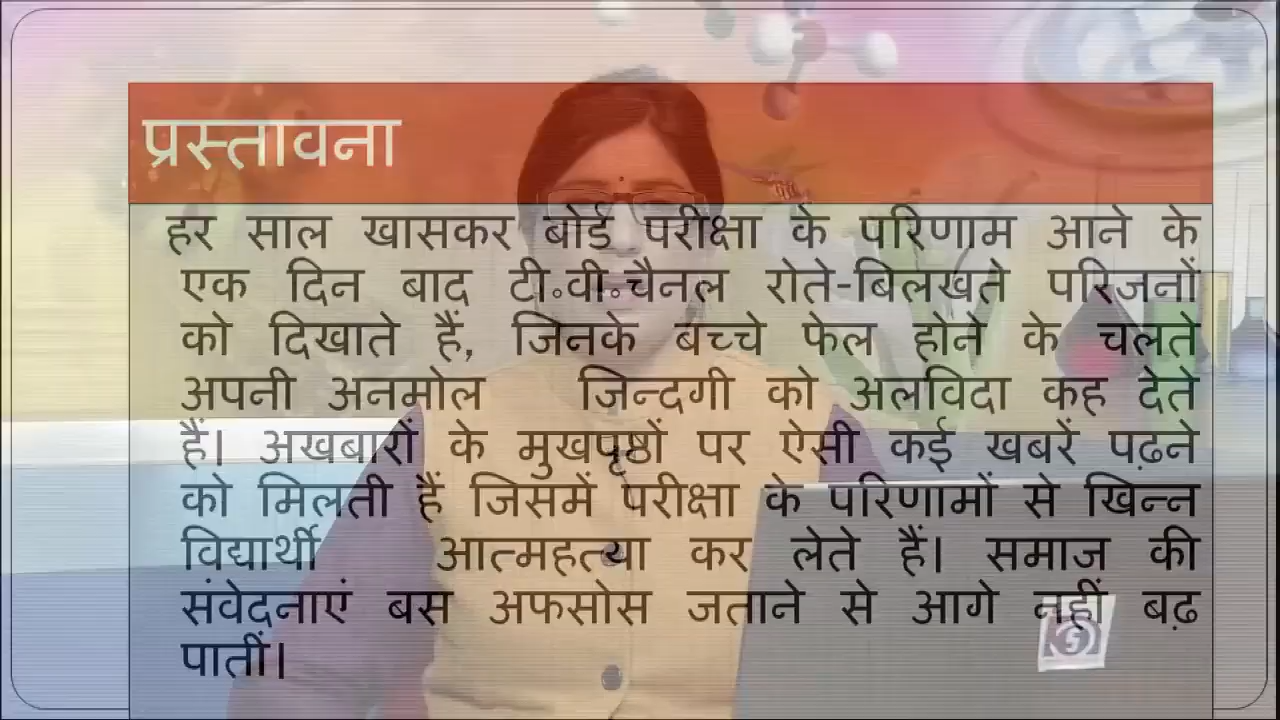 प्रस्तावना
हर साल खासकर बोर्ड परीक्षा के परिणाम आने के
एक दिन बाद टी॰वी॰चैनल रोते-बिलखते परिजनों
को दिखाते हैं, जिनके बच्चे फेल होने के चलते
अपनी अनमोल जिन्दगी को अलविदा कह देते
हैं। अखबारों के मुखपृष्ठों पर ऐसी कई खबरें पढ़ने
को मिलती हैं जिसमें परीक्षा के परिणामों से खिन्न
विद्यार्थी आत्महत्या कर लेते हैं। समाज की
संवेदनाएं बस अफसोस जताने से आगे नहीं बढ़
पातीं।